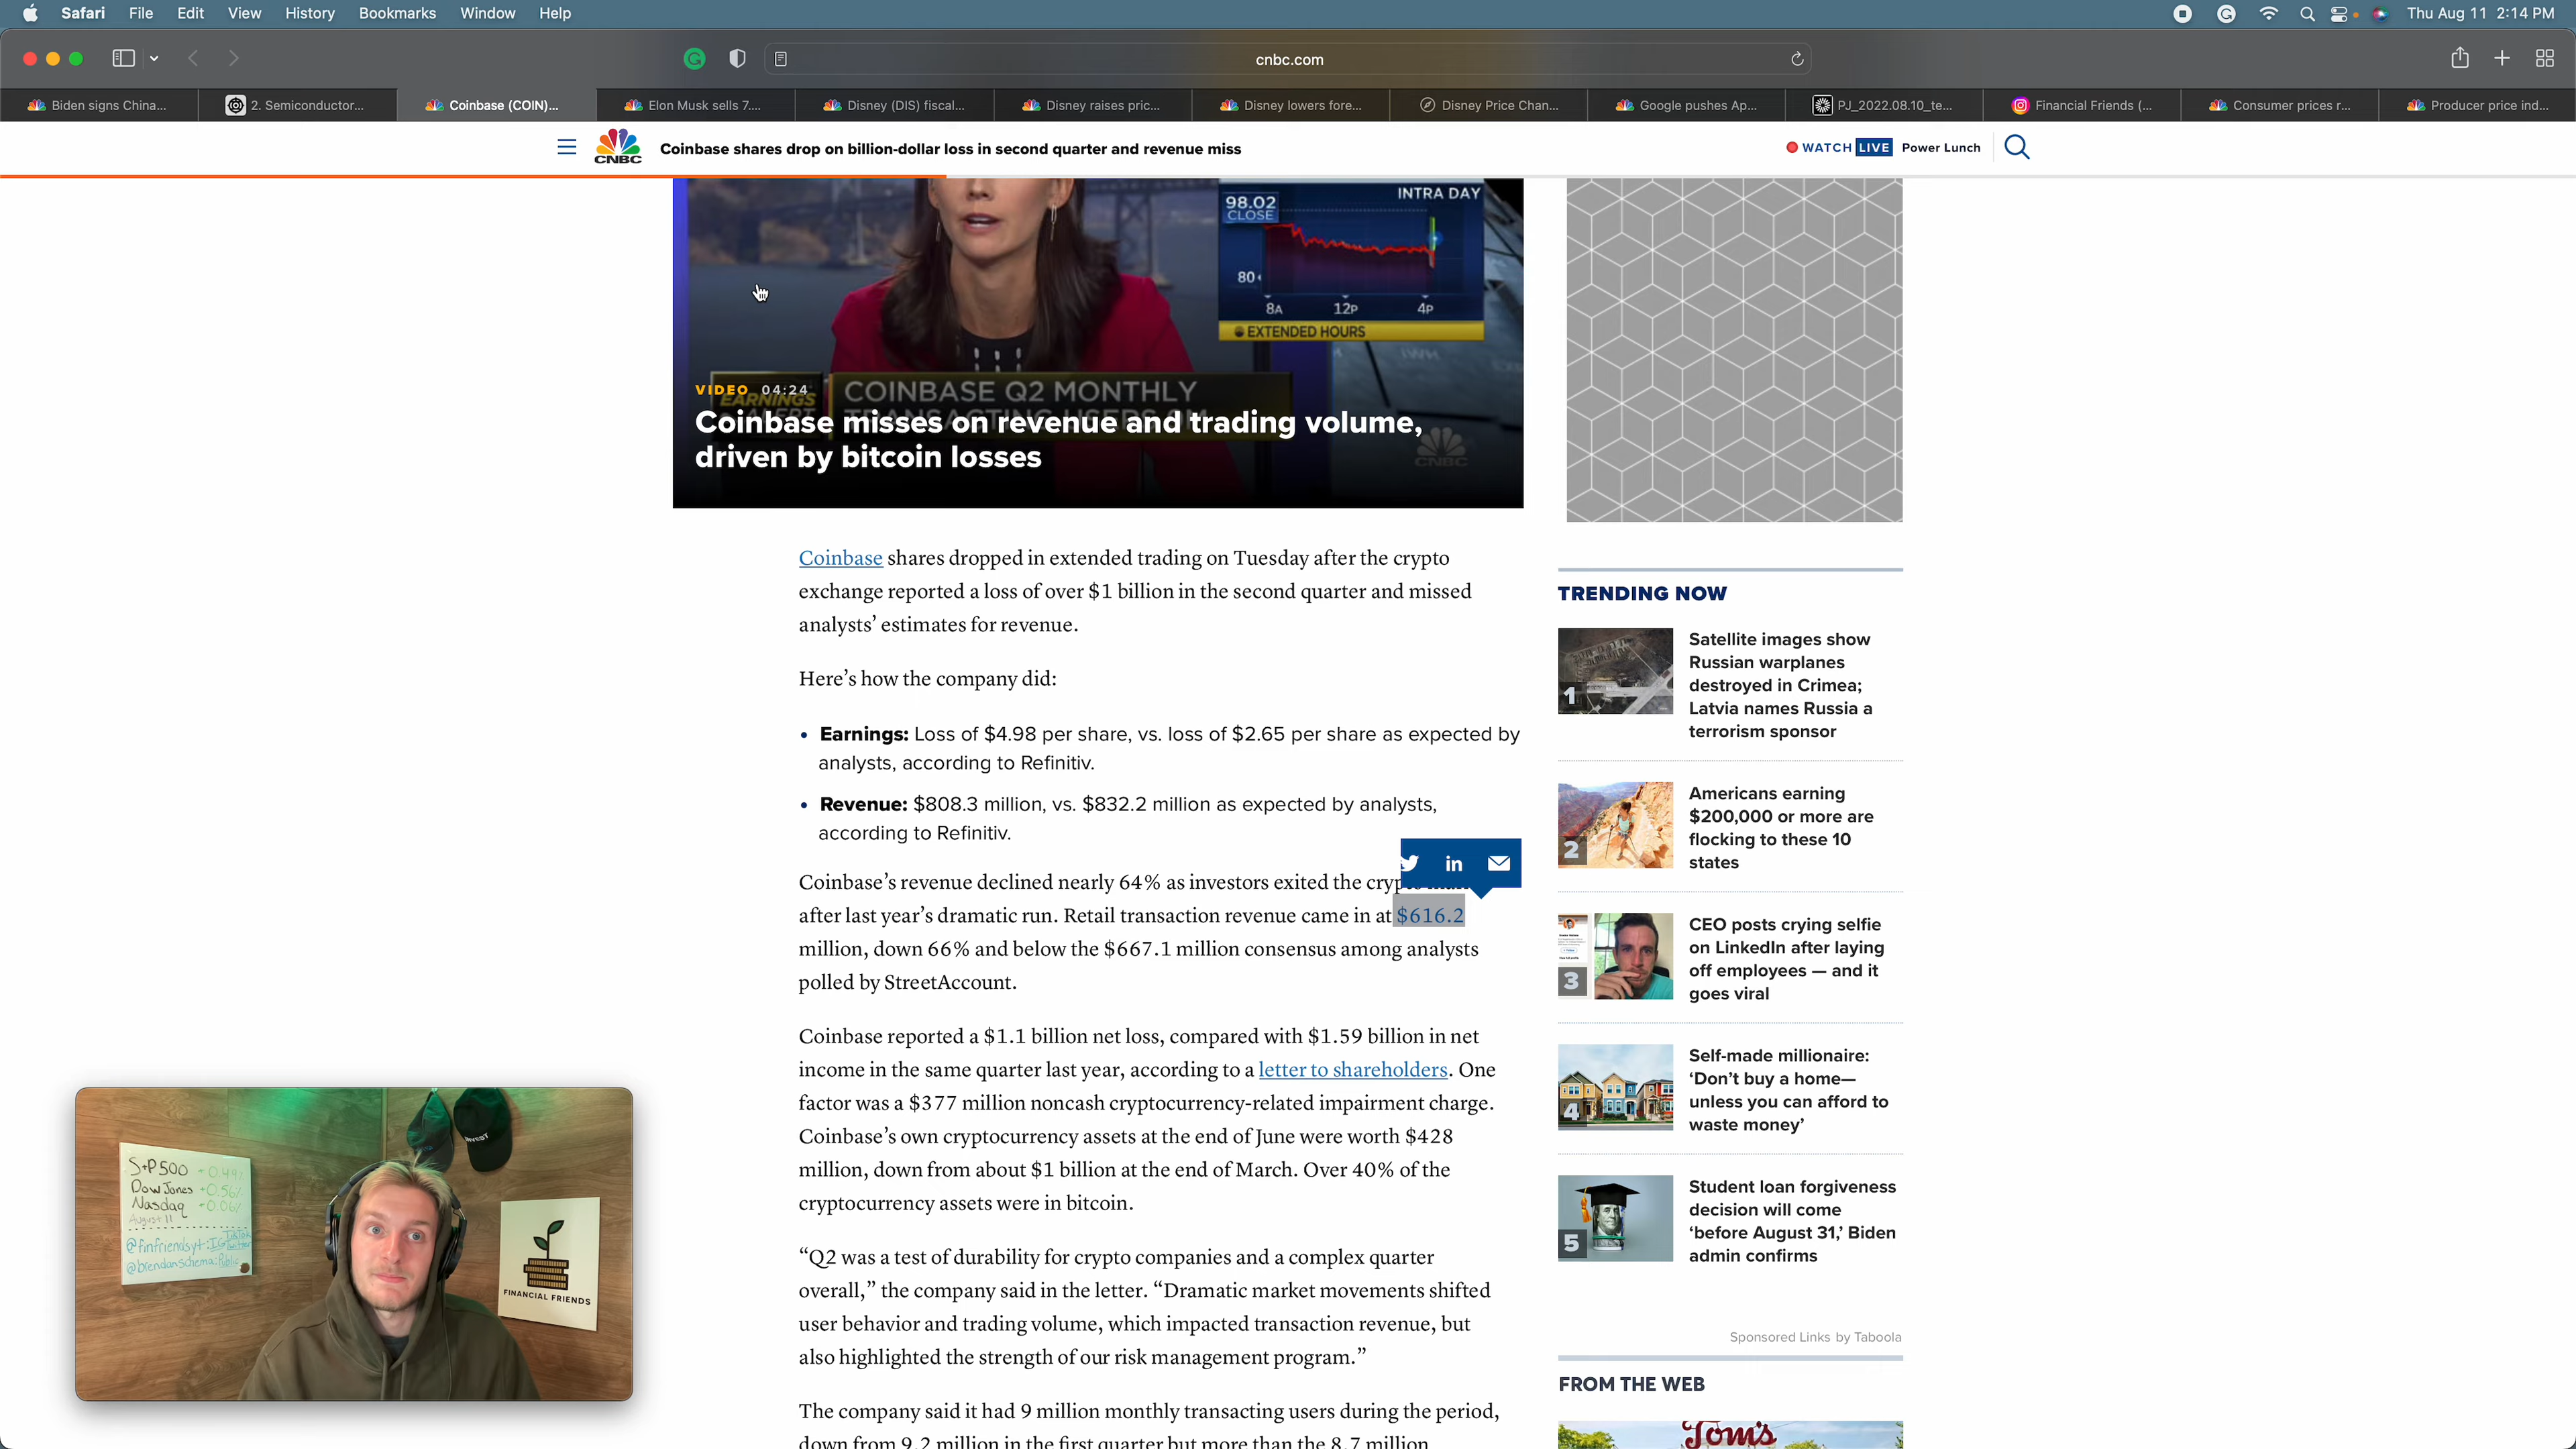 Safari File Edit View History Bookmarks Window Help Thu Aug 11 2:14 PM
cnbc.com
Biden signs China... 2. Semiconductor... Coinbase (COIN)... Elon Musk sells 7.... Disney (DIS) fiscal... Disney raises pric... Disney lowers fore... Disney Price Chan... Google pushes Ap... PJ_2022.08.10_te... Financial Friends (... Consumer prices r... Producer price ind...
CNBC Coinbase shares drop on billion-dollar loss in second quarter and revenue miss WATCH LIVE Power Lunch
98.02
CLOSE
INTRA DAY
80
8A 12P 4P
EXTENDED HOURS
VIDEO 04:24
EARNINGS
COINBASE Q2 MONTHLY
Coinbase misses on revenue and trading volume,
driven by bitcoin losses
CNBC
Coinbase shares dropped in extended trading on Tuesday after the crypto
exchange reported a loss of over $1 billion in the second quarter and missed
analysts’ estimates for revenue.
Here’s how the company did:
• Earnings: Loss of $4.98 per share, vs. loss of $2.65 per share as expected by
analysts, according to Refinitiv.
• Revenue: $808.3 million, vs. $832.2 million as expected by analysts,
according to Refinitiv.
in
Coinbase’s revenue declined nearly 64% as investors exited the
after last year’s dramatic run. Retail transaction revenue came in at $616.2
million, down 66% and below the $667.1 million consensus among analysts
polled by StreetAccount.
Coinbase reported a $1.1 billion net loss, compared with $1.59 billion in net
income in the same quarter last year, according to a letter to shareholders. One
factor was a $377 million noncash cryptocurrency-related impairment charge.
Coinbase’s own cryptocurrency assets at the end of June were worth $428
million, down from about $1 billion at the end of March. Over 40% of the
cryptocurrency assets were in bitcoin.
“Q2 was a test of durability for crypto companies and a complex quarter
overall,” the company said in the letter. “Dramatic market movements shifted
user behavior and trading volume, which impacted transaction revenue, but
also highlighted the strength of our risk management program.”
The company said it had 9 million monthly transacting users during the period,
down from 9.2 million in the first quarter but more than the 8.7 million
TRENDING NOW
1
Satellite images show
Russian warplanes
destroyed in Crimea;
Latvia names Russia a
terrorism sponsor
2
Americans earning
$200,000 or more are
flocking to these 10
states
3
CEO posts crying selfie
on LinkedIn after laying
off employees — and it
goes viral
4
Self-made millionaire:
‘Don’t buy a home—
unless you can afford to
waste money’
5
Student loan forgiveness
decision will come
‘before August 31,’ Biden
admin confirms
Sponsored Links by Taboola
FROM THE WEB
Tom's
S+P 500
Dow Jones +0.56%
Nasdaq
August 11
@finfriendsyt:IG
TikTok
Twitter
@brendanschema:Public
INVEST
FINANCIAL FRIENDS